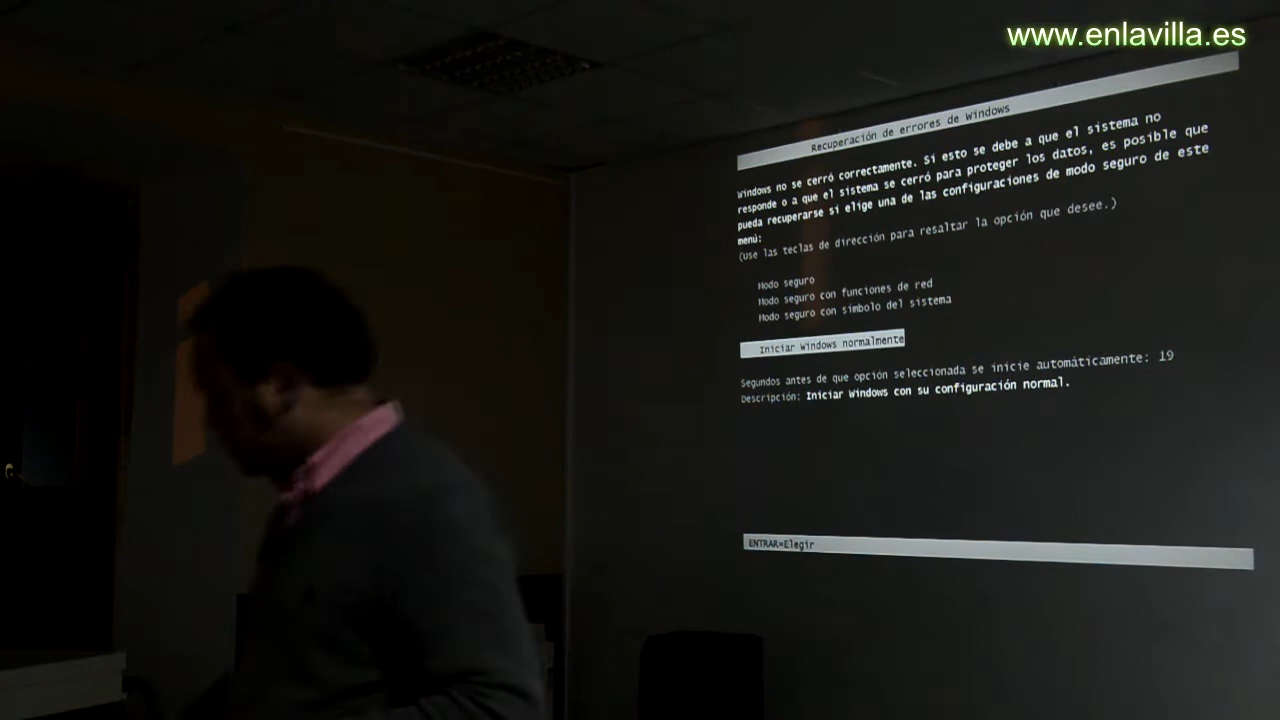 www.enlavilla.es
Recuperación de errores de Windows
Windows no se cerró correctamente. Si esto se debe a que el sistema no
responde o a que el sistema se cerró para proteger los datos, es posible que
pueda recuperarse si elige una de las configuraciones de modo seguro de este
menú:
(Use las teclas de dirección para resaltar la opción que desee.)
Modo seguro
Modo seguro con funciones de red
Modo seguro con símbolo del sistema
Iniciar Windows normalmente
Segundos antes de que opción seleccionada se inicie automáticamente: 19
Descripción: Iniciar Windows con su configuración normal.
ENTRAR=Elegir